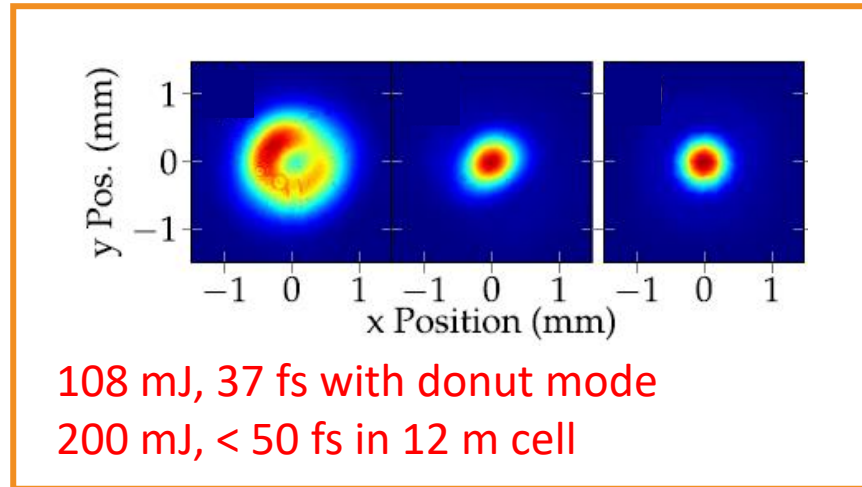 y Pos. (mm)
1
0
−1
−1 0 1 −1 0 1 −1 0 1
x Position (mm)
108 mJ, 37 fs with donut mode
200 mJ, < 50 fs in 12 m cell